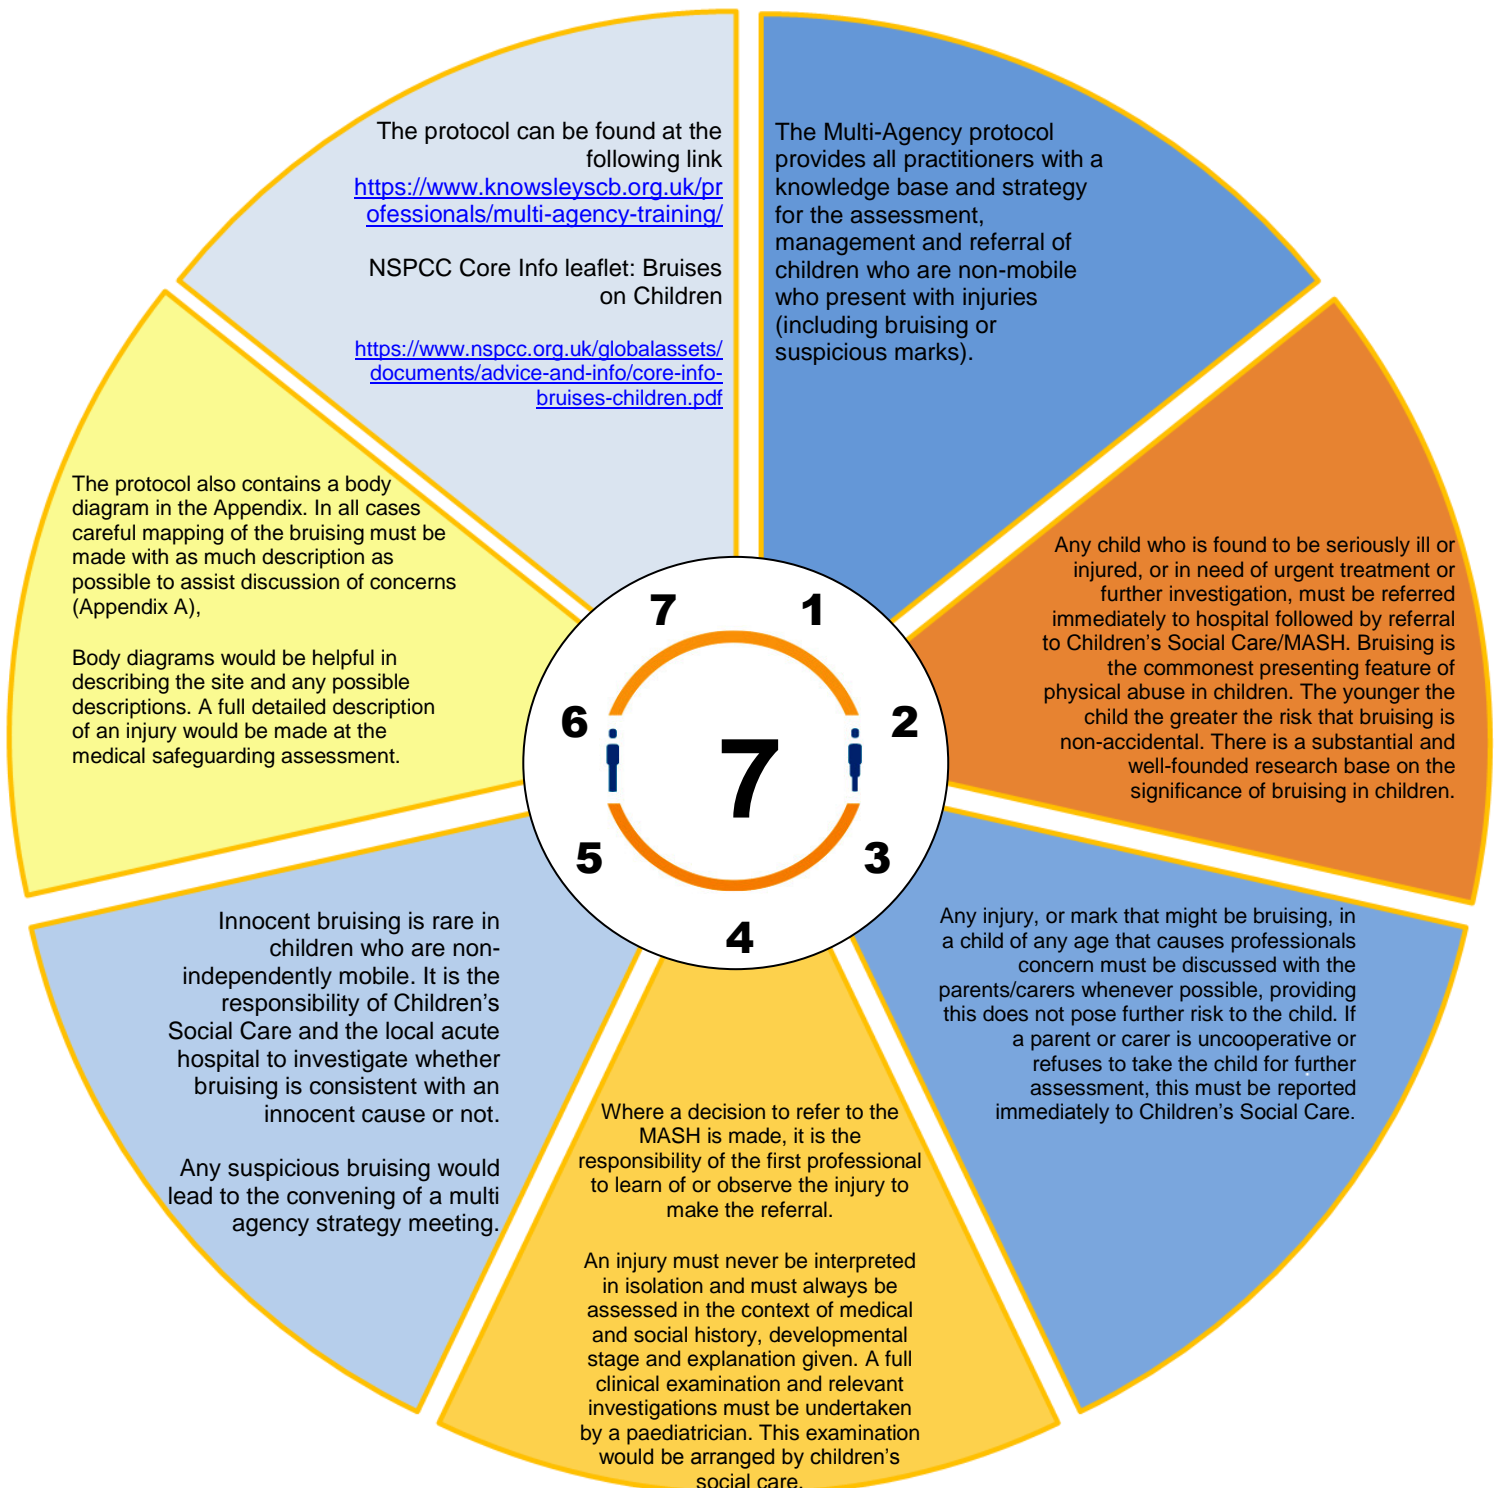 The Multi-Agency protocol
provides all practitioners with a
knowledge base and strategy
for the assessment,
management and referral of
children who are non-mobile
who present with injuries
(including bruising or
suspicious marks).
Any child who is found to be seriously ill or
injured, or in need of urgent treatment or
further investigation, must be referred
immediately to hospital followed by referral
to Children’s Social Care/MASH. Bruising is
the commonest presenting feature of
physical abuse in children. The younger the
child the greater the risk that bruising is
non-accidental. There is a substantial and
well-founded research base on the
significance of bruising in children.
Any injury, or mark that might be bruising, in
a child of any age that causes professionals
concern must be discussed with the
parents/carers whenever possible, providing
this does not pose further risk to the child. If
a parent or carer is uncooperative or
refuses to take the child for further
assessment, this must be reported
immediately to Children’s Social Care.
Where a decision to refer to the
MASH is made, it is the
responsibility of the first professional
to learn of or observe the injury to
make the referral.
An injury must never be interpreted
in isolation and must always be
assessed in the context of medical
and social history, developmental
stage and explanation given. A full
clinical examination and relevant
investigations must be undertaken
by a paediatrician. This examination
would be arranged by children’s
social care.
Innocent bruising is rare in
children who are non-
independently mobile. It is the
responsibility of Children’s
Social Care and the local acute
hospital to investigate whether
bruising is consistent with an
innocent cause or not.
Any suspicious bruising would
lead to the convening of a multi
agency strategy meeting.
The protocol also contains a body
diagram in the Appendix. In all cases
careful mapping of the bruising must be
made with as much description as
possible to assist discussion of concerns
(Appendix A),
Body diagrams would be helpful in
describing the site and any possible
descriptions. A full detailed description
of an injury would be made at the
medical safeguarding assessment.
The protocol can be found at the
following link
https://www.knowsleyscb.org.uk/pr
ofessionals/multi-agency-training/
NSPCC Core Info leaflet: Bruises
on Children
https://www.nspcc.org.uk/globalassets/
documents/advice-and-info/core-info-
bruises-children.pdf
1
2
3
4
5
6
7
7